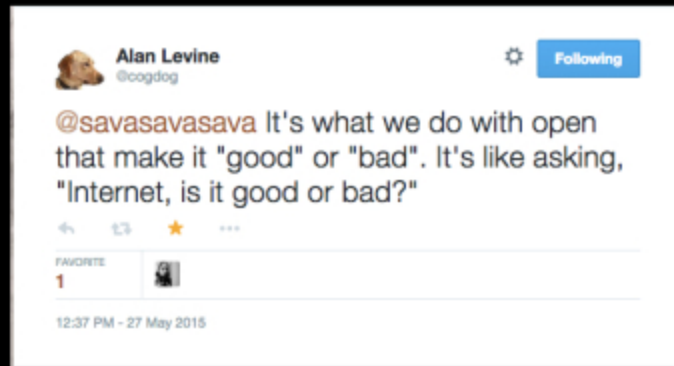 Alan Levine
@cogdog
Following
@savasavasava It's what we do with open
that make it "good" or "bad". It's like asking,
"Internet, is it good or bad?"
FAVORITE
1
12:37 PM - 27 May 2015